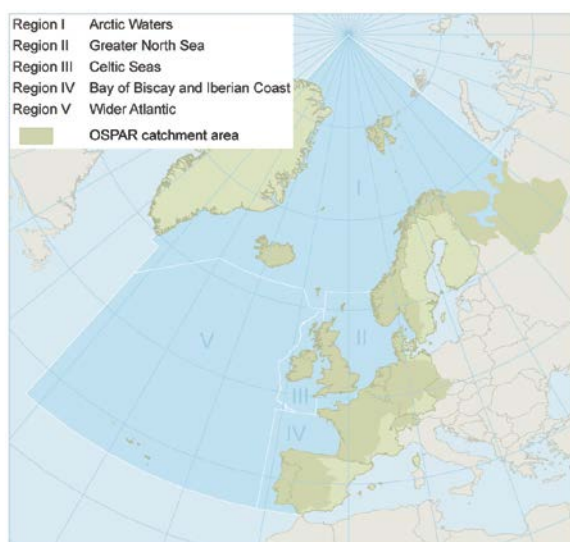 Region I Arctic Waters
Region II Greater North Sea
Region III Celtic Seas
Region IV Bay of Biscay and Iberian Coast
Region V Wider Atlantic
OSPAR catchment area
I
II
V
III
IV